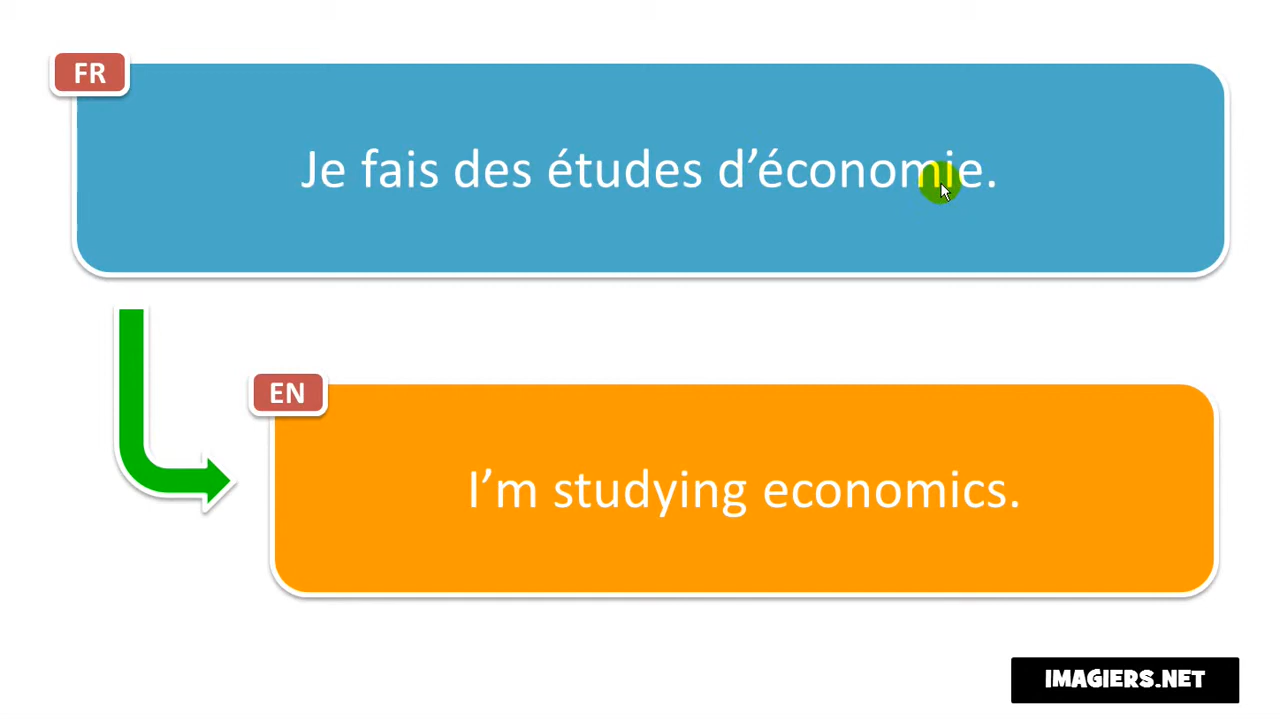 FR
Je fais des études d’économie.
EN
I’m studying economics.
IMAGIERS.NET